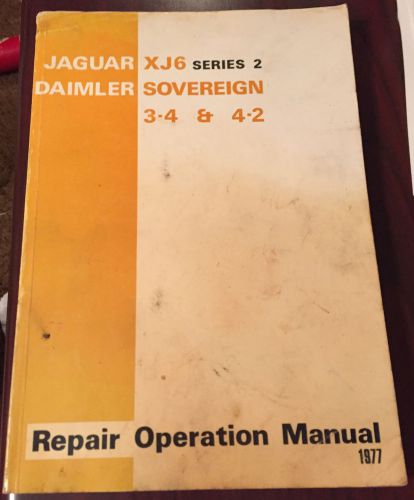 JAGUAR XJ6 SERIES 2
DAIMLER SOVEREIGN
3·4 & 4·2
Repair Operation Manual
1977